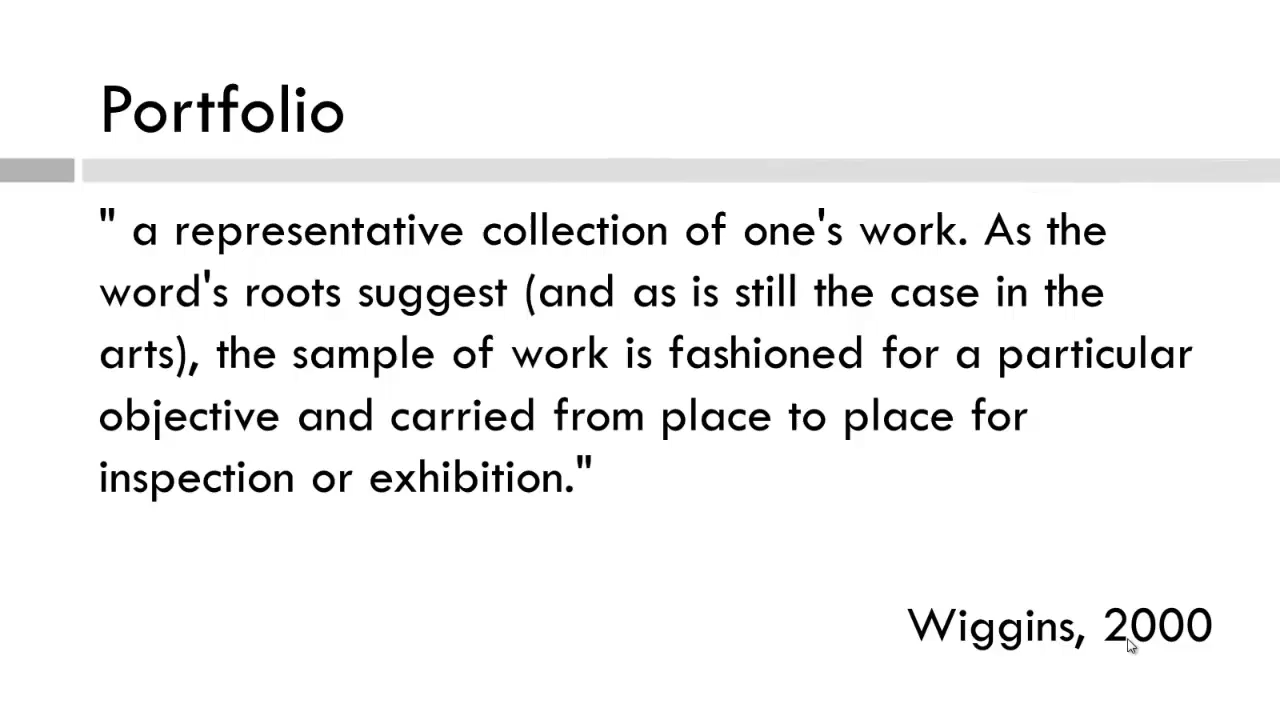 Portfolio
" a representative collection of one's work. As the
word's roots suggest (and as is still the case in the
arts), the sample of work is fashioned for a particular
objective and carried from place to place for
inspection or exhibition."
Wiggins, 2000